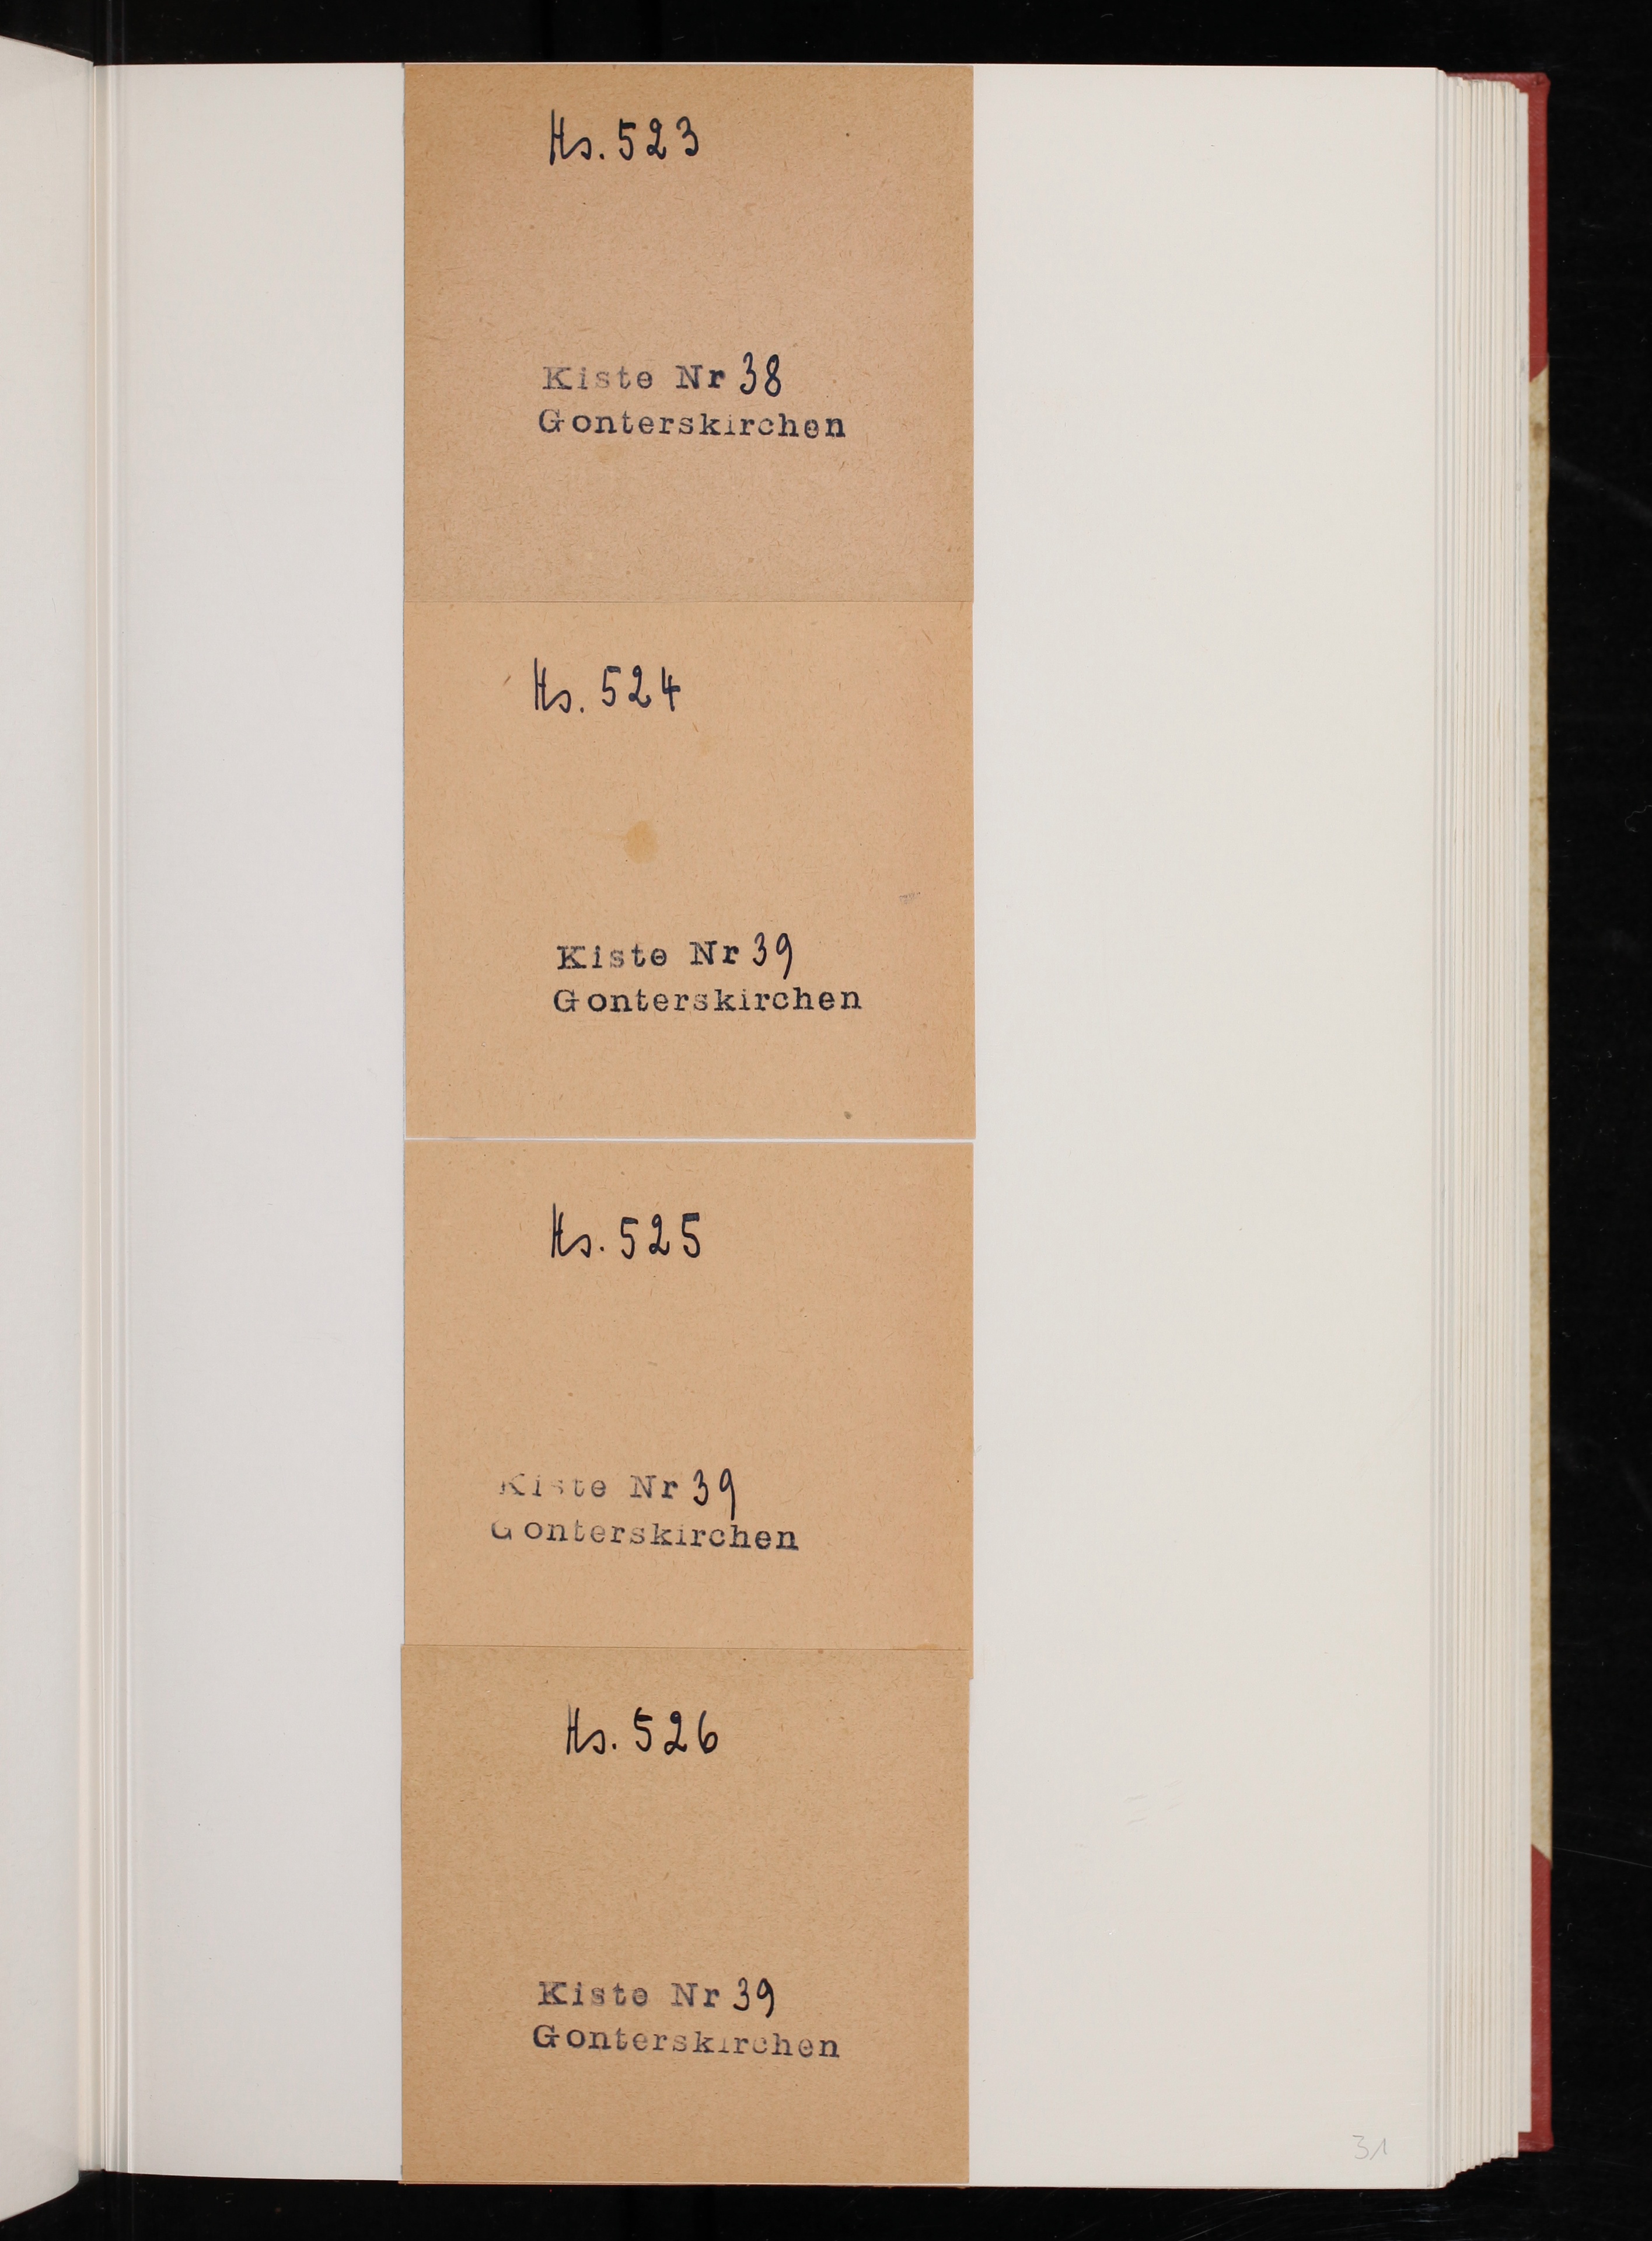 Hs. 523
Kiste Nr 38
Gonterskirchen
Hs. 524
Kiste Nr 39
Gonterskirchen
Hs. 525
Kiste Nr 39
Gonterskirchen
Hs. 526
Kiste Nr 39
Gonterskirchen
31